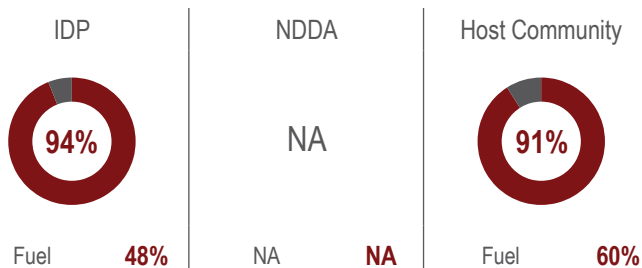 IDP NDDA Host Community
94% NA 91%
Fuel 48% NA NA Fuel 60%